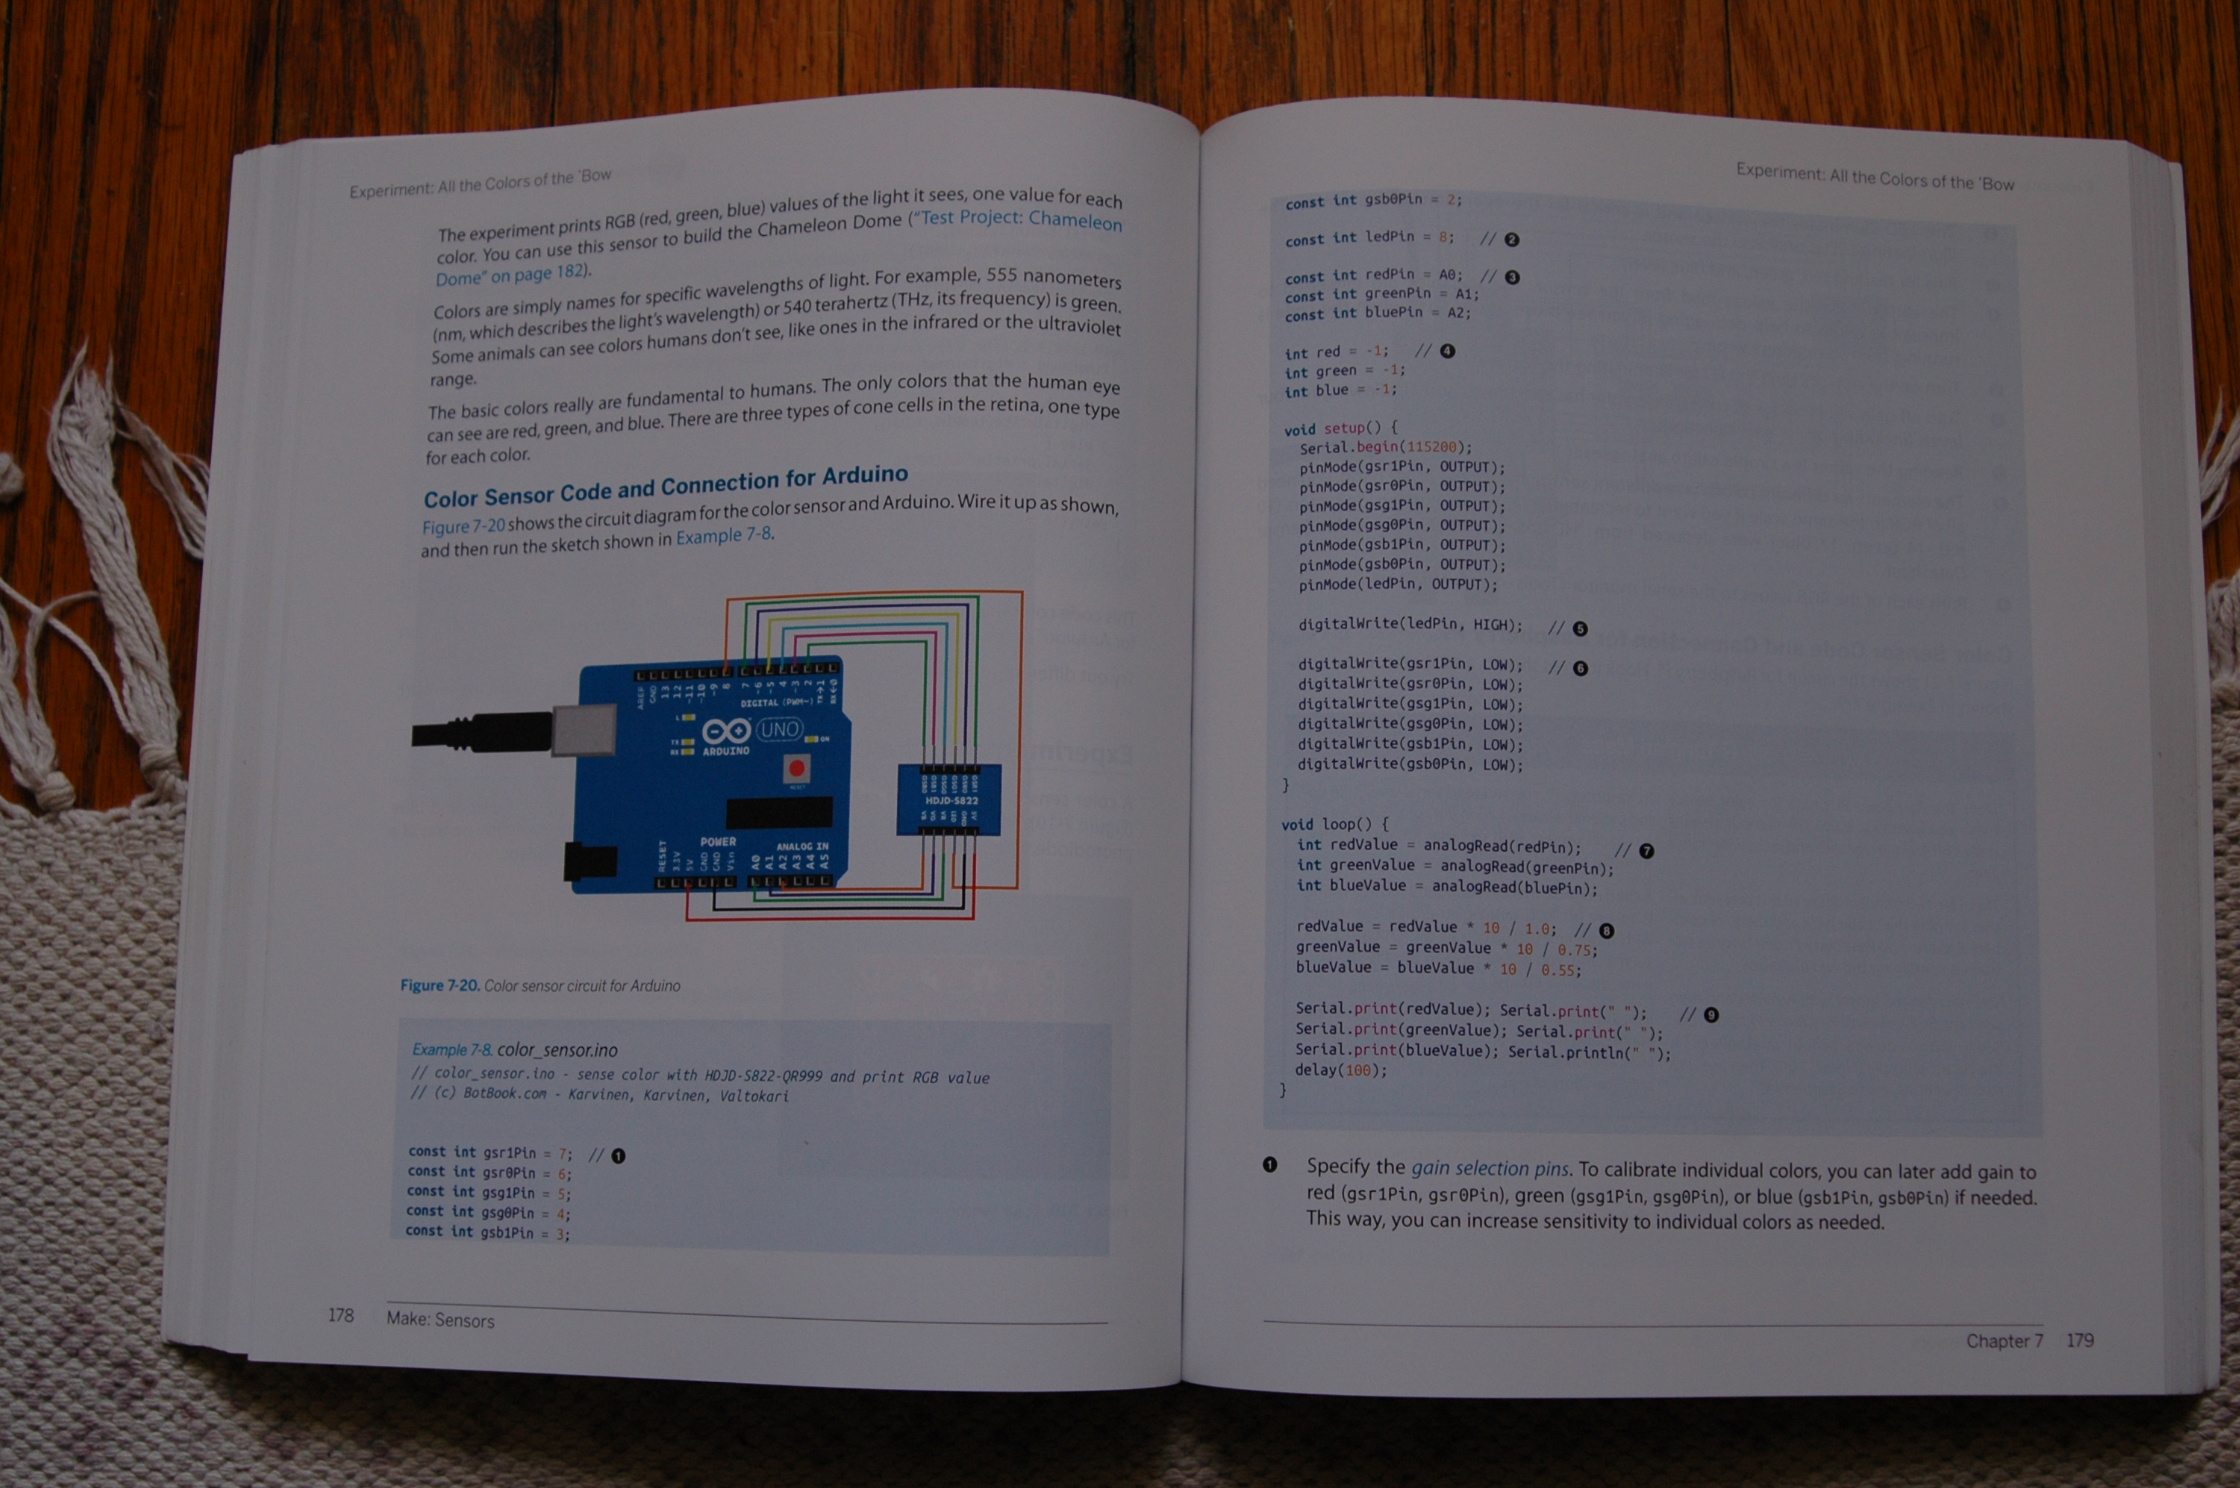 Experiment: All the Colors of the 'Bow
The experiment prints RGB (red, green, blue) values of the light it sees, one value for each
color. You can use this sensor to build the Chameleon Dome ("Test Project: Chameleon
Dome" on page 182).
Colors are simply names for specific wavelengths of light. For example, 555 nanometers
(nm, which describes the light's wavelength) or 540 terahertz (THz, its frequency) is green.
Some animals can see colors humans don't see, like ones in the infrared or the ultraviolet
range.
The basic colors really are fundamental to humans. The only colors that the human eye
can see are red, green, and blue. There are three types of cone cells in the retina, one type
for each color.
Color Sensor Code and Connection for Arduino
Figure 7-20 shows the circuit diagram for the color sensor and Arduino. Wire it up as shown,
and then run the sketch shown in Example 7-8.
AREF
GND
13
12
~11
~10
~9
8
7
~6
~5
4
~3
2
TX→1
RX←0
DIGITAL (PWM~)
L
TX
RX
UNO
ARDUINO
ON
RESET
POWER
ANALOG IN
RESET
3.3V
5V
GND
GND
Vin
A0
A1
A2
A3
A4
A5
GSB0
GSB1
GSG0
GSG1
GSR0
GSR1
HDJD-S822
VB
VG
VR
LED
GND
5V
Figure 7-20. Color sensor circuit for Arduino
Example 7-8. color_sensor.ino
// color_sensor.ino - sense color with HDJD-S822-QR999 and print RGB value
// (c) BotBook.com - Karvinen, Karvinen, Valtokari
const int gsr1Pin = 7; // 1
const int gsr0Pin = 6;
const int gsg1Pin = 5;
const int gsg0Pin = 4;
const int gsb1Pin = 3;
178 Make: Sensors
Experiment: All the Colors of the 'Bow
const int gsb0Pin = 2;
const int ledPin = 8; // 2
const int redPin = A0; // 3
const int greenPin = A1;
const int bluePin = A2;
int red = -1; // 4
int green = -1;
int blue = -1;
void setup() {
Serial.begin(115200);
pinMode(gsr1Pin, OUTPUT);
pinMode(gsr0Pin, OUTPUT);
pinMode(gsg1Pin, OUTPUT);
pinMode(gsg0Pin, OUTPUT);
pinMode(gsb1Pin, OUTPUT);
pinMode(gsb0Pin, OUTPUT);
pinMode(ledPin, OUTPUT);
digitalWrite(ledPin, HIGH); // 5
digitalWrite(gsr1Pin, LOW); // 6
digitalWrite(gsr0Pin, LOW);
digitalWrite(gsg1Pin, LOW);
digitalWrite(gsg0Pin, LOW);
digitalWrite(gsb1Pin, LOW);
digitalWrite(gsb0Pin, LOW);
}
void loop() {
int redValue = analogRead(redPin); // 7
int greenValue = analogRead(greenPin);
int blueValue = analogRead(bluePin);
redValue = redValue * 10 / 1.0; // 8
greenValue = greenValue * 10 / 0.75;
blueValue = blueValue * 10 / 0.55;
Serial.print(redValue); Serial.print(" "); // 9
Serial.print(greenValue); Serial.print(" ");
Serial.print(blueValue); Serial.println(" ");
delay(100);
}
1 Specify the gain selection pins. To calibrate individual colors, you can later add gain to
red (gsr1Pin, gsr0Pin), green (gsg1Pin, gsg0Pin), or blue (gsb1Pin, gsb0Pin) if needed.
This way, you can increase sensitivity to individual colors as needed.
Chapter 7 179